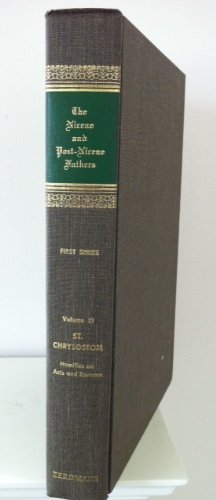 The
Nicene
and
Post-Nicene
Fathers
FIRST SERIES
Volume XI
ST.
CHRYSOSTOM
Homilies on
Acts and Romans
EERDMANS